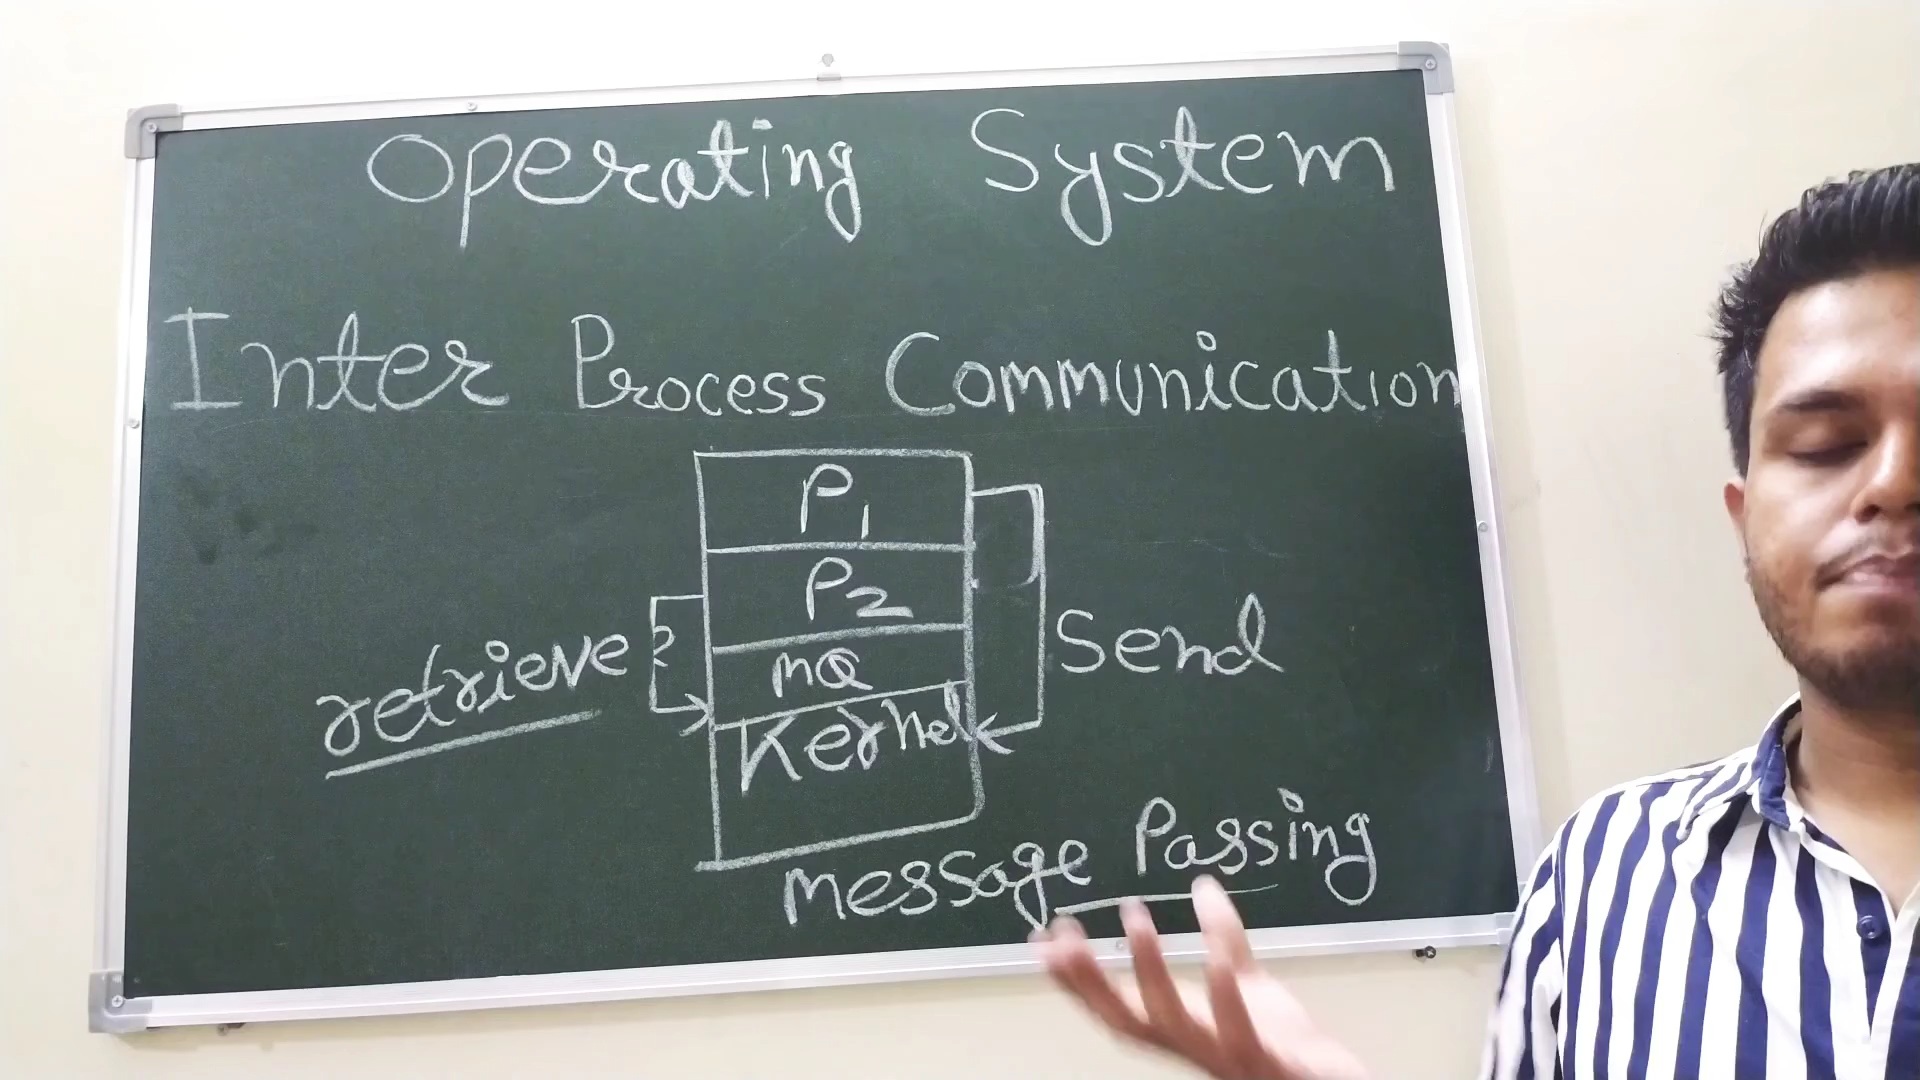 Operating System
Inter Process Communication
P1
P2
retrieve
Send
mQ
Kernel
message Passing